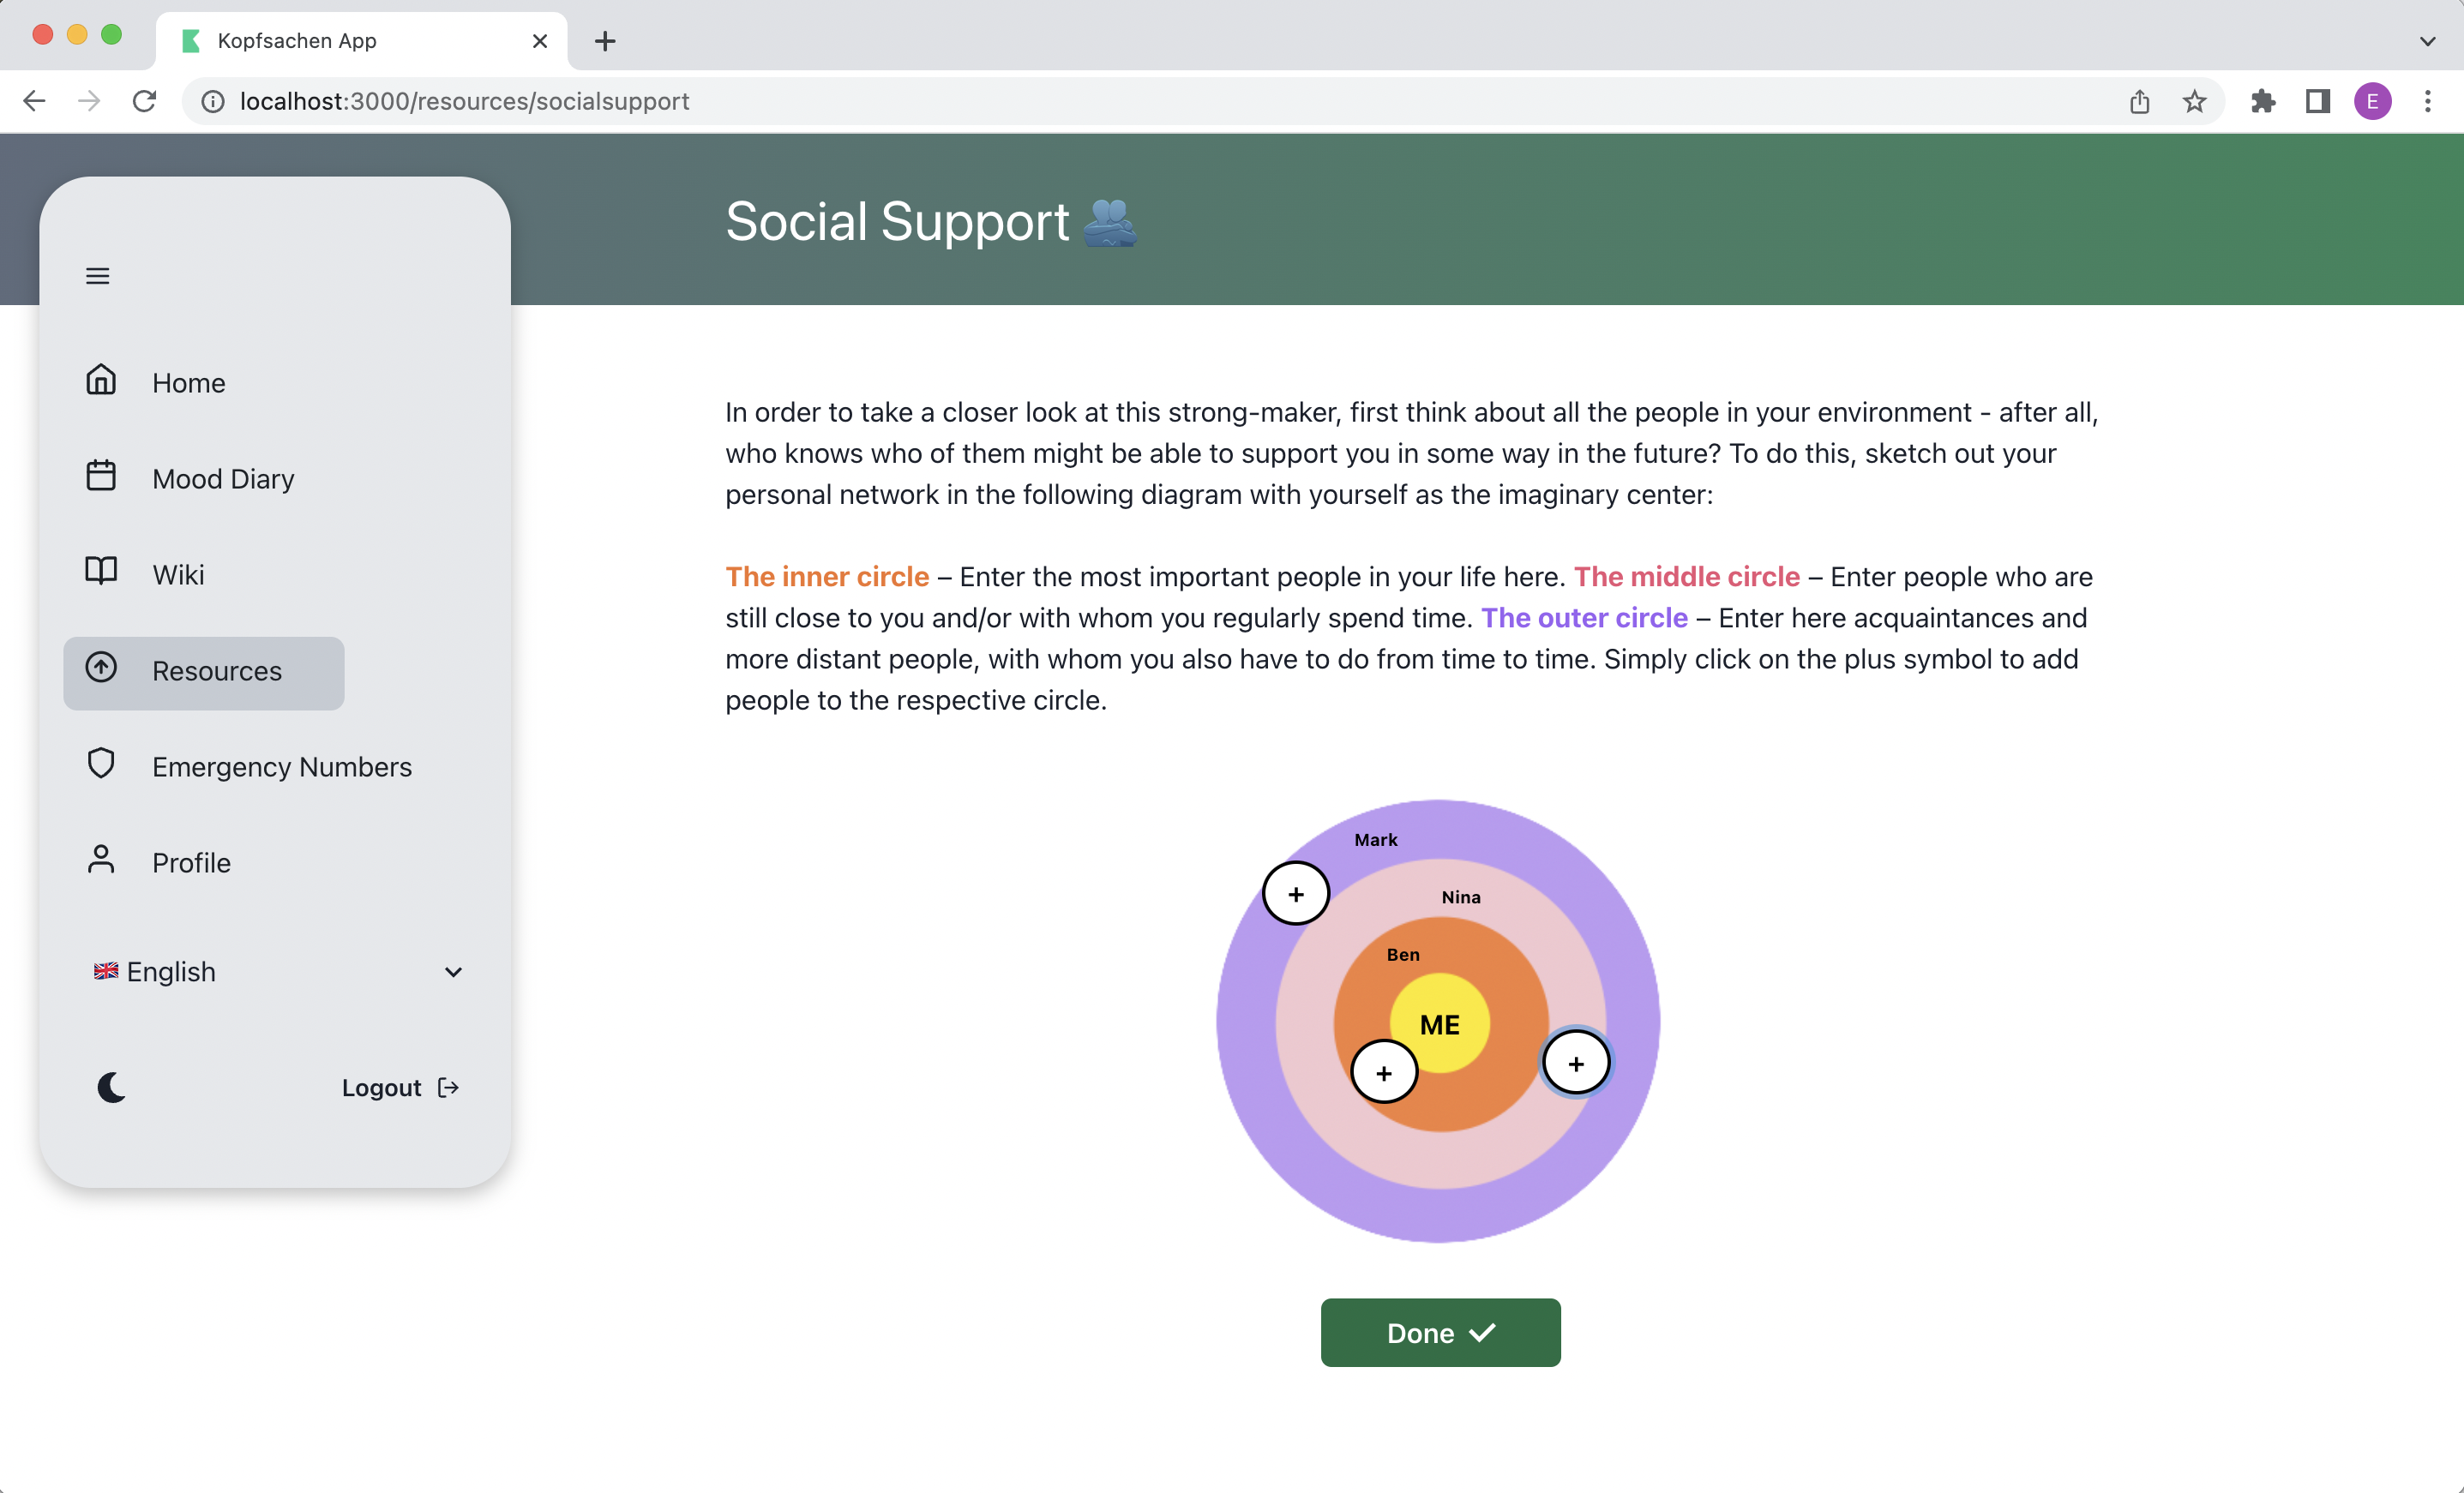 Kopfsachen App
localhost:3000/resources/socialsupport
E
Social Support
Home
Mood Diary
Wiki
Resources
Emergency Numbers
Profile
English
Logout
In order to take a closer look at this strong-maker, first think about all the people in your environment - after all,
who knows who of them might be able to support you in some way in the future? To do this, sketch out your
personal network in the following diagram with yourself as the imaginary center:
The inner circle – Enter the most important people in your life here. The middle circle – Enter people who are
still close to you and/or with whom you regularly spend time. The outer circle – Enter here acquaintances and
more distant people, with whom you also have to do from time to time. Simply click on the plus symbol to add
people to the respective circle.
Mark
+
Nina
Ben
ME
+
+
Done